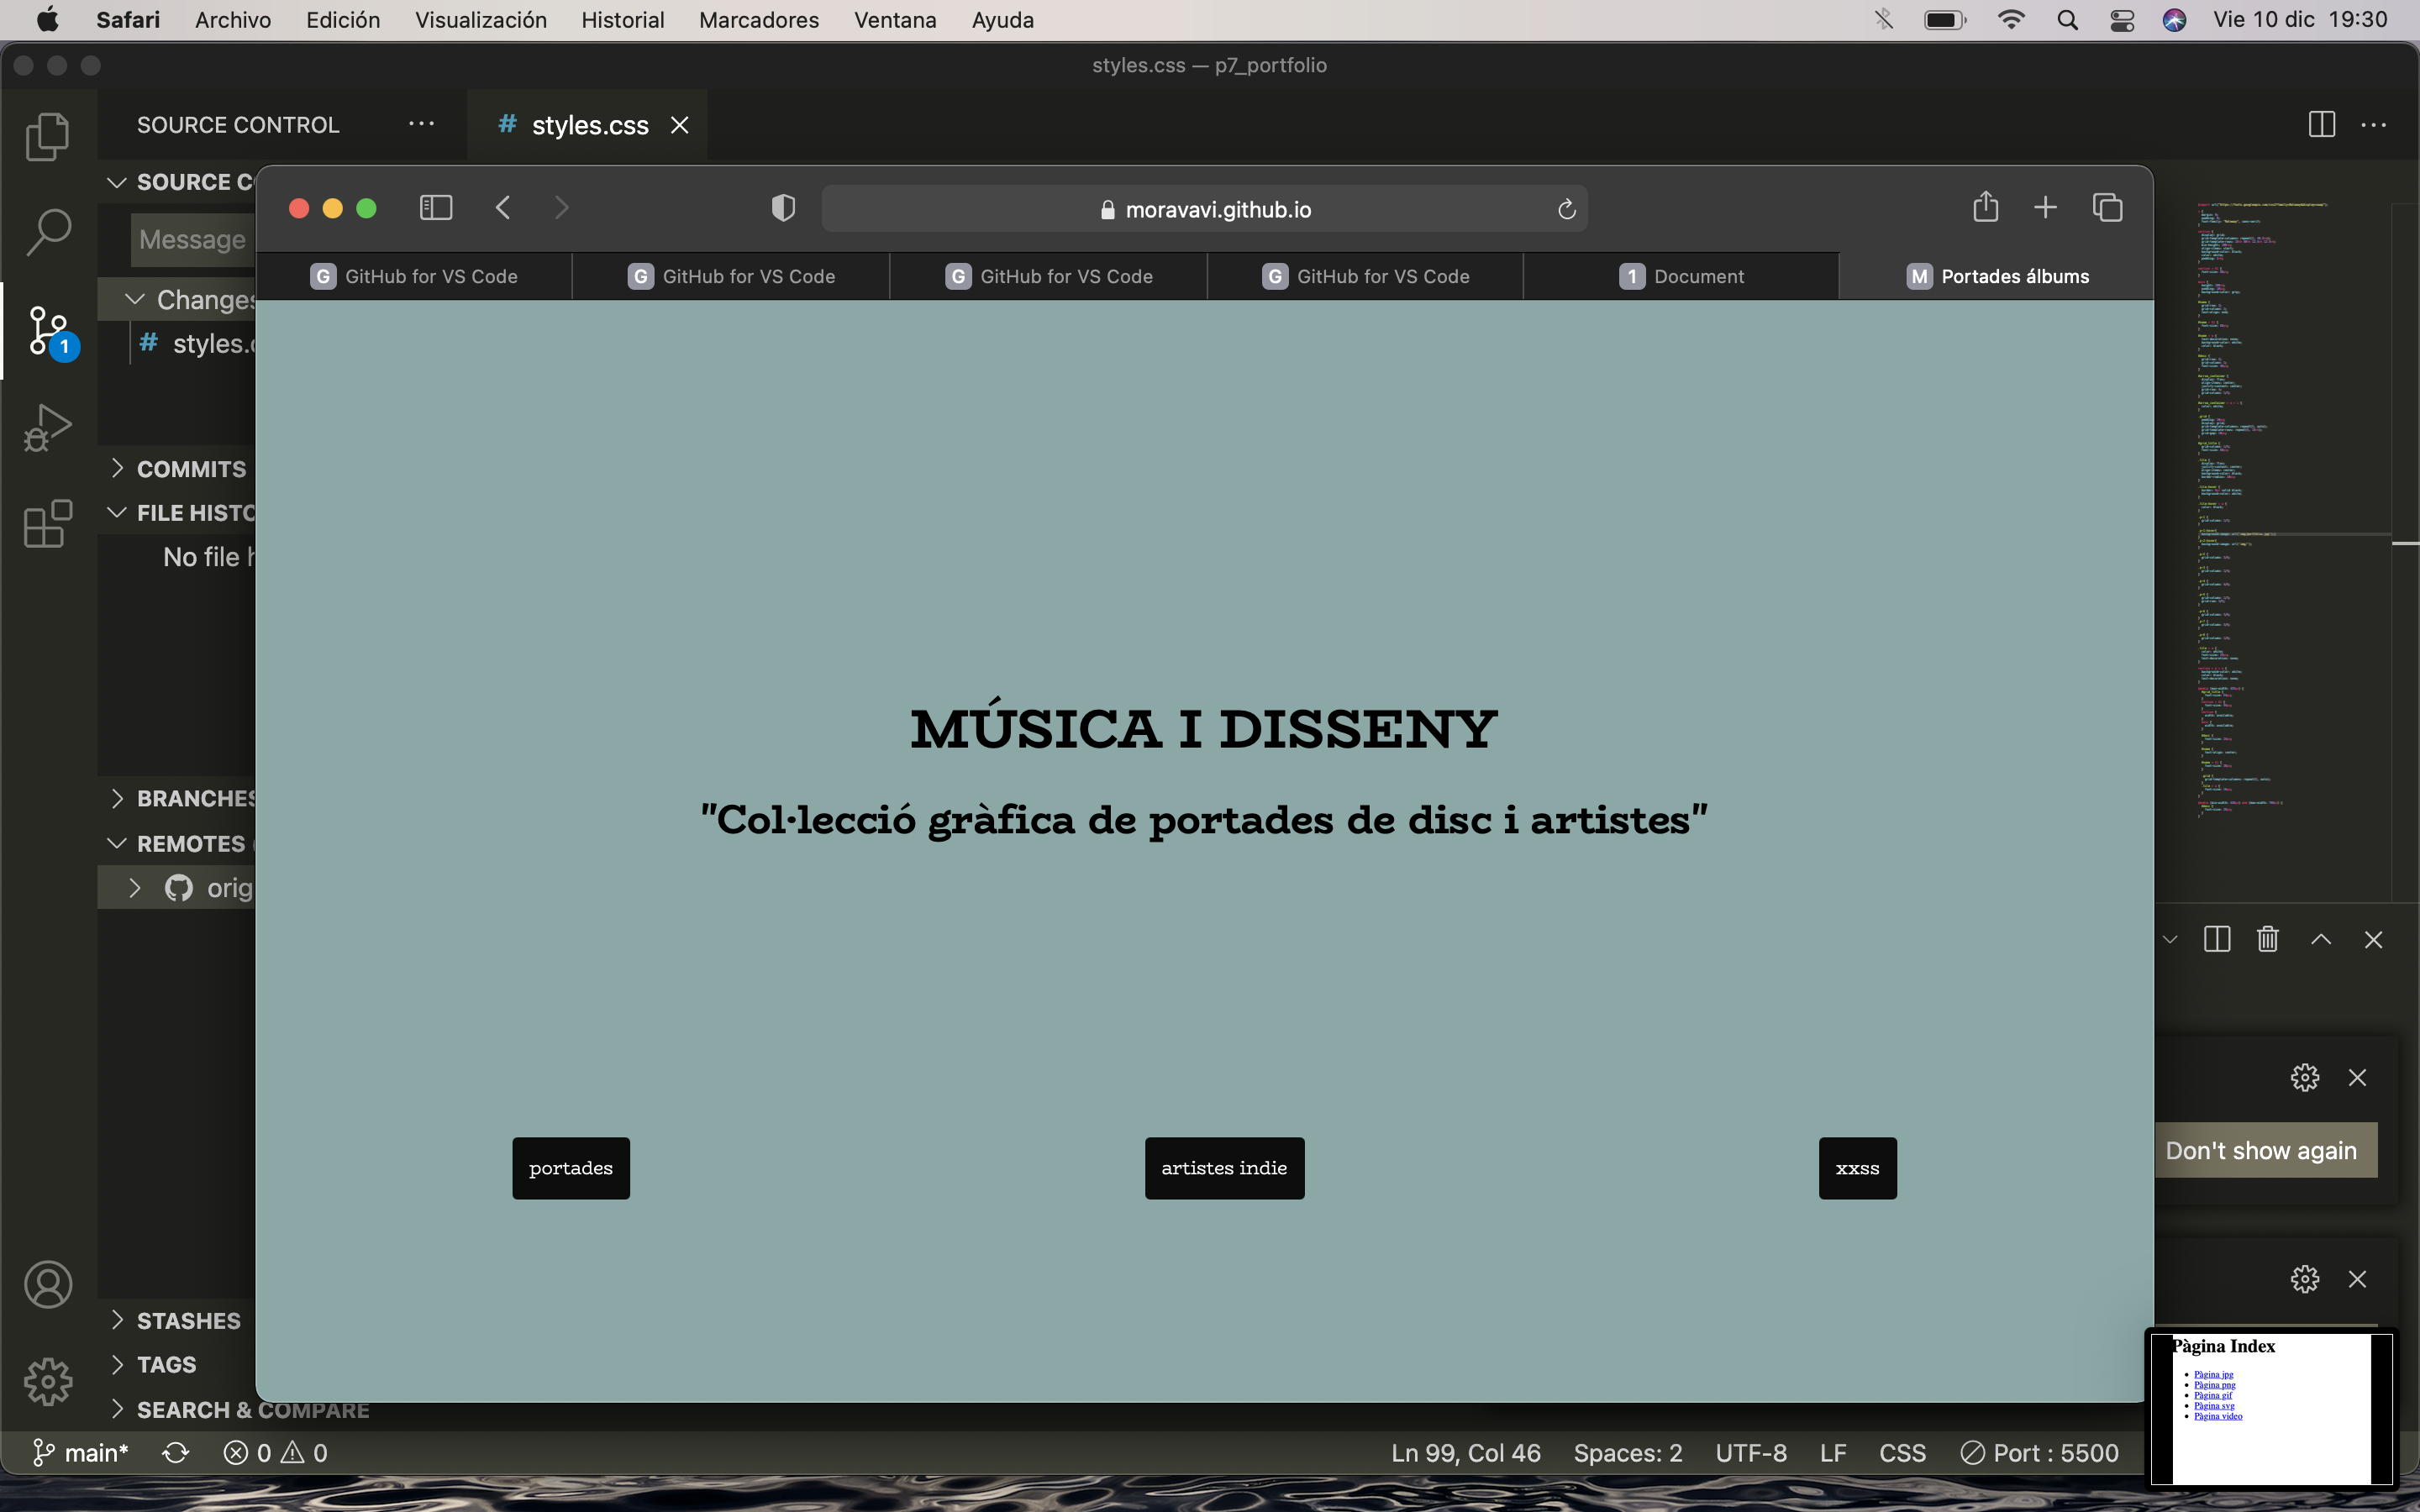 Safari Archivo Edición Visualización Historial Marcadores Ventana Ayuda Vie 10 dic 19:30
styles.css — p7_portfolio
SOURCE CONTROL
# styles.css
SOURCE C
Message
Changes
# styles.
1
COMMITS
FILE HISTO
No file h
BRANCHES
REMOTES
orig
STASHES
TAGS
SEARCH & COMPARE
moravavi.github.io
G GitHub for VS Code
G GitHub for VS Code
G GitHub for VS Code
G GitHub for VS Code
1 Document
M Portades álbums
MÚSICA I DISSENY
"Col·lecció gràfica de portades de disc i artistes"
portades
artistes indie
xxss
Don't show again
Pàgina Index
Pàgina jpg
Pàgina png
Pàgina gif
Pàgina svg
Pàgina video
main* 0 0 Ln 99, Col 46 Spaces: 2 UTF-8 LF CSS Port : 5500